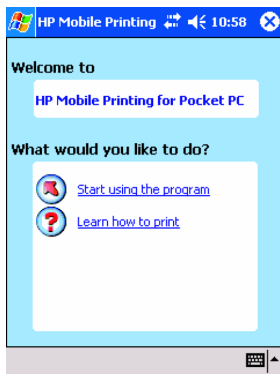 HP Mobile Printing 10:58
Welcome to
HP Mobile Printing for Pocket PC
What would you like to do?
Start using the program
Learn how to print